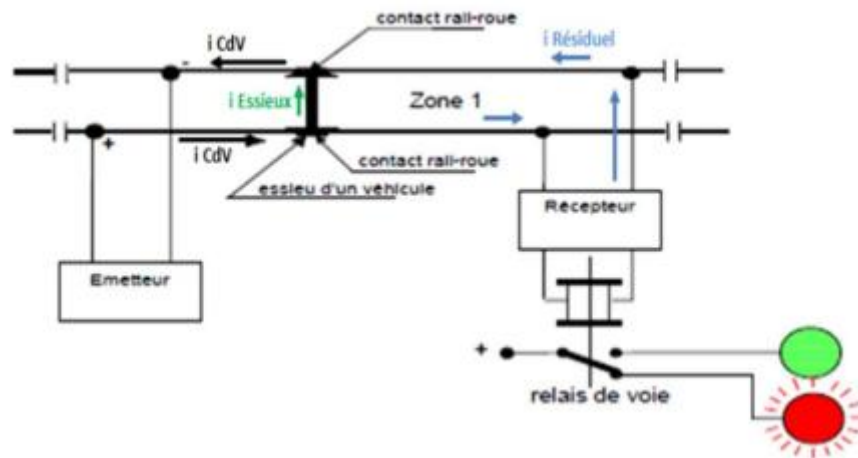 contact rail-roue
i CdV
i Résiduel
-
i Essieux
Zone 1
+
i CdV
contact rail-roue
essieu d'un véhicule
Récepteur
Emetteur
+
relais de voie